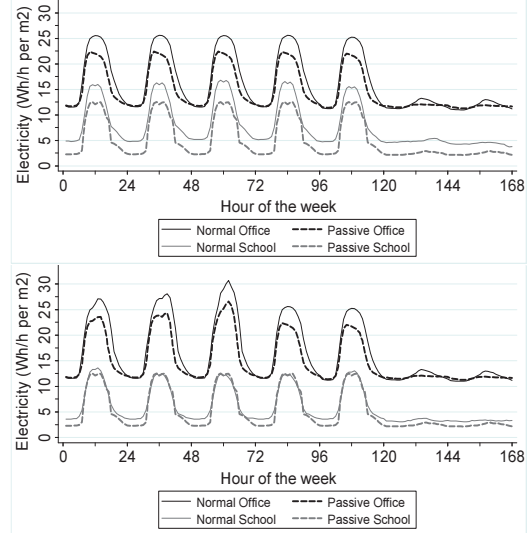 Electricity (Wh/h per m2)
30
25
20
15
10
5
0
0 24 48 72 96 120 144 168
Hour of the week
Normal Office Passive Office
Normal School Passive School
Electricity (Wh/h per m2)
30
25
20
15
10
5
0
0 24 48 72 96 120 144 168
Hour of the week
Normal Office Passive Office
Normal School Passive School